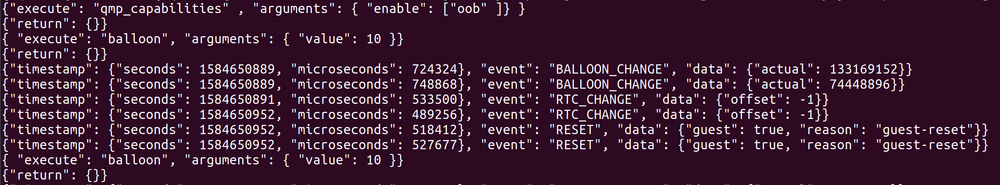 {"execute": "qmp_capabilities" , "arguments": { "enable": ["oob" ]} }
{"return": {}}
{ "execute": "balloon", "arguments": { "value": 10 }}
{"return": {}}
{"timestamp": {"seconds": 1584650889, "microseconds": 724324}, "event": "BALLOON_CHANGE", "data": {"actual": 133169152}}
{"timestamp": {"seconds": 1584650889, "microseconds": 748868}, "event": "BALLOON_CHANGE", "data": {"actual": 74448896}}
{"timestamp": {"seconds": 1584650891, "microseconds": 533500}, "event": "RTC_CHANGE", "data": {"offset": -1}}
{"timestamp": {"seconds": 1584650952, "microseconds": 489256}, "event": "RTC_CHANGE", "data": {"offset": -1}}
{"timestamp": {"seconds": 1584650952, "microseconds": 518412}, "event": "RESET", "data": {"guest": true, "reason": "guest-reset"}}
{"timestamp": {"seconds": 1584650952, "microseconds": 527677}, "event": "RESET", "data": {"guest": true, "reason": "guest-reset"}}
{ "execute": "balloon", "arguments": { "value": 10 }}
{"return": {}}